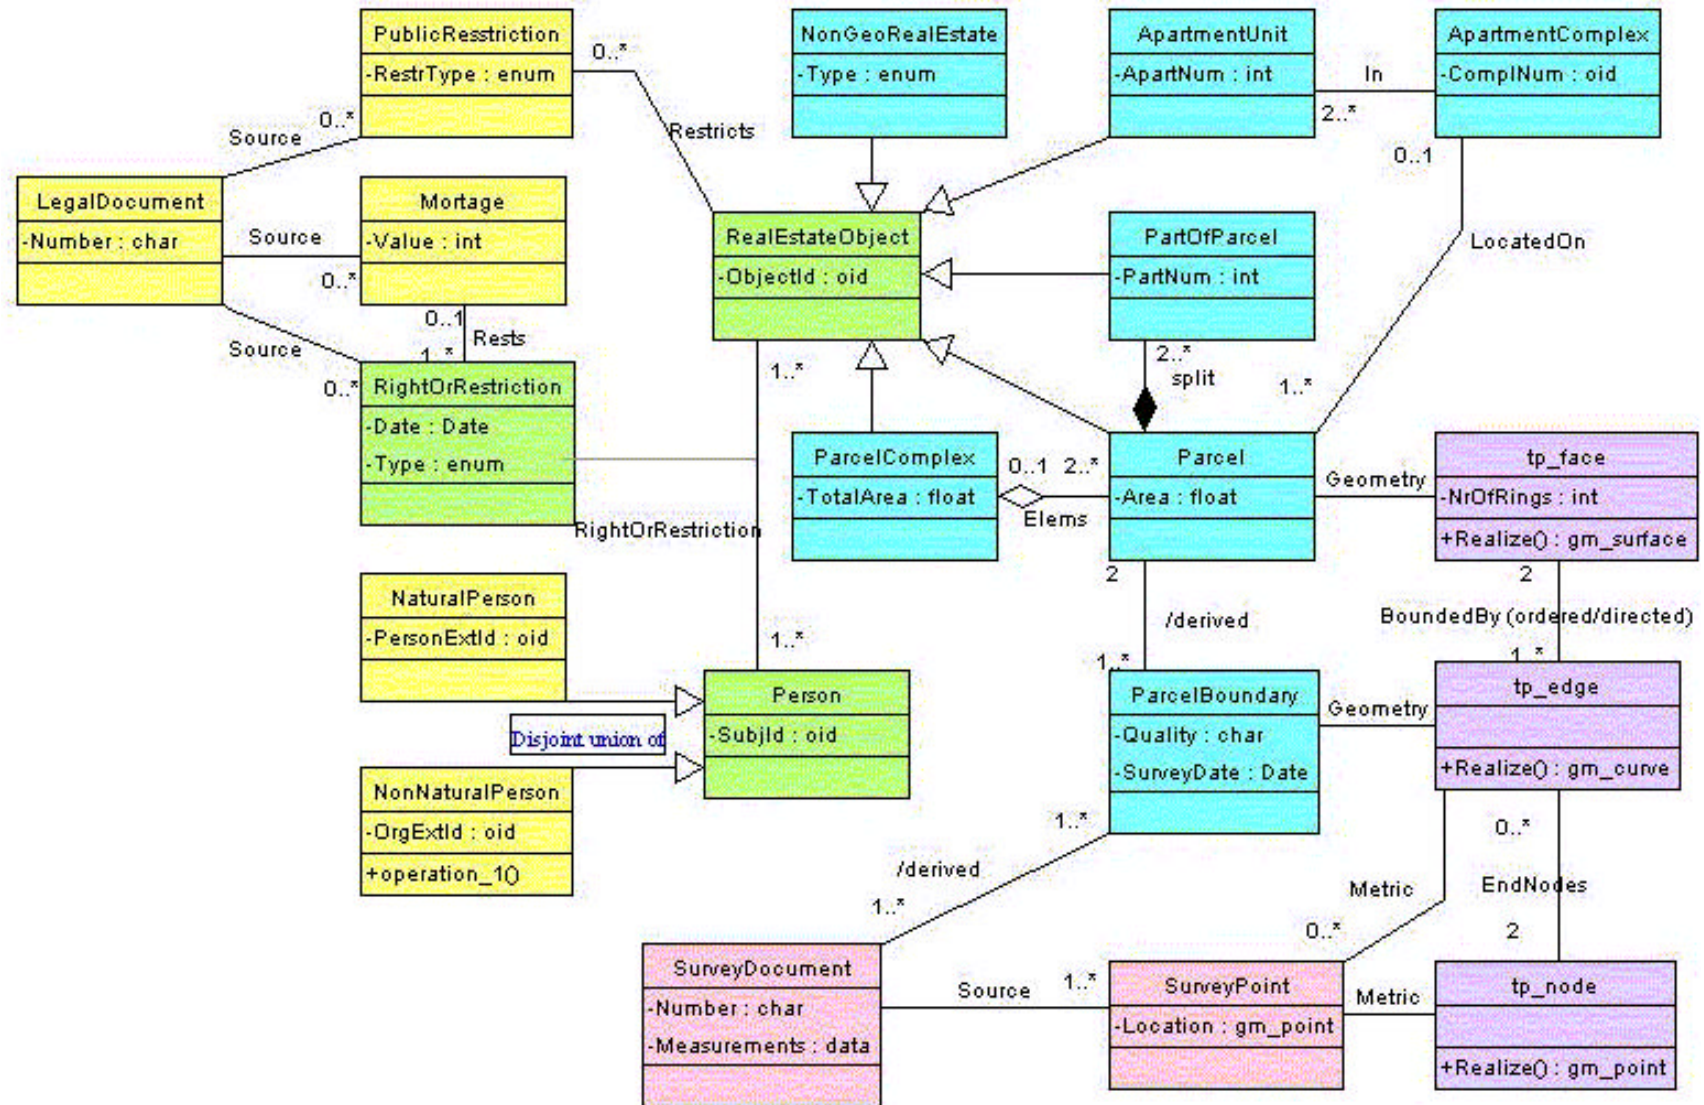 PublicResstriction
-RestrType : enum
0..*
Restricts
NonGeoRealEstate
-Type : enum
ApartmentUnit
-ApartNum : int
In
2..*
ApartmentComplex
-ComplNum : oid
0..1
LocatedOn
1..*
Source
0..*
LegalDocument
-Number : char
Source
0..*
Mortage
-Value : int
0..1
Rests
1..*
Source
0..*
RightOrRestriction
-Date : Date
-Type : enum
RightOrRestriction
RealEstateObject
-ObjectId : oid
1..*
PartOfParcel
-PartNum : int
2..*
split
ParcelComplex
-TotalArea : float
0..1 2..*
Elems
Parcel
-Area : float
Geometry
tp_face
-NrOfRings : int
+Realize() : gm_surface
2
/derived
1..*
2
BoundedBy (ordered/directed)
1..*
NaturalPerson
-PersonExtId : oid
1..*
Person
-SubjId : oid
Disjoint union of
NonNaturalPerson
-OrgExtId : oid
+operation_1()
ParcelBoundary
-Quality : char
-SurveyDate : Date
Geometry
tp_edge
+Realize() : gm_curve
1..*
/derived
1..*
0..*
Metric
EndNodes
0..*
2
SurveyDocument
-Number : char
-Measurements : data
Source
1..*
SurveyPoint
-Location : gm_point
Metric
tp_node
+Realize() : gm_point